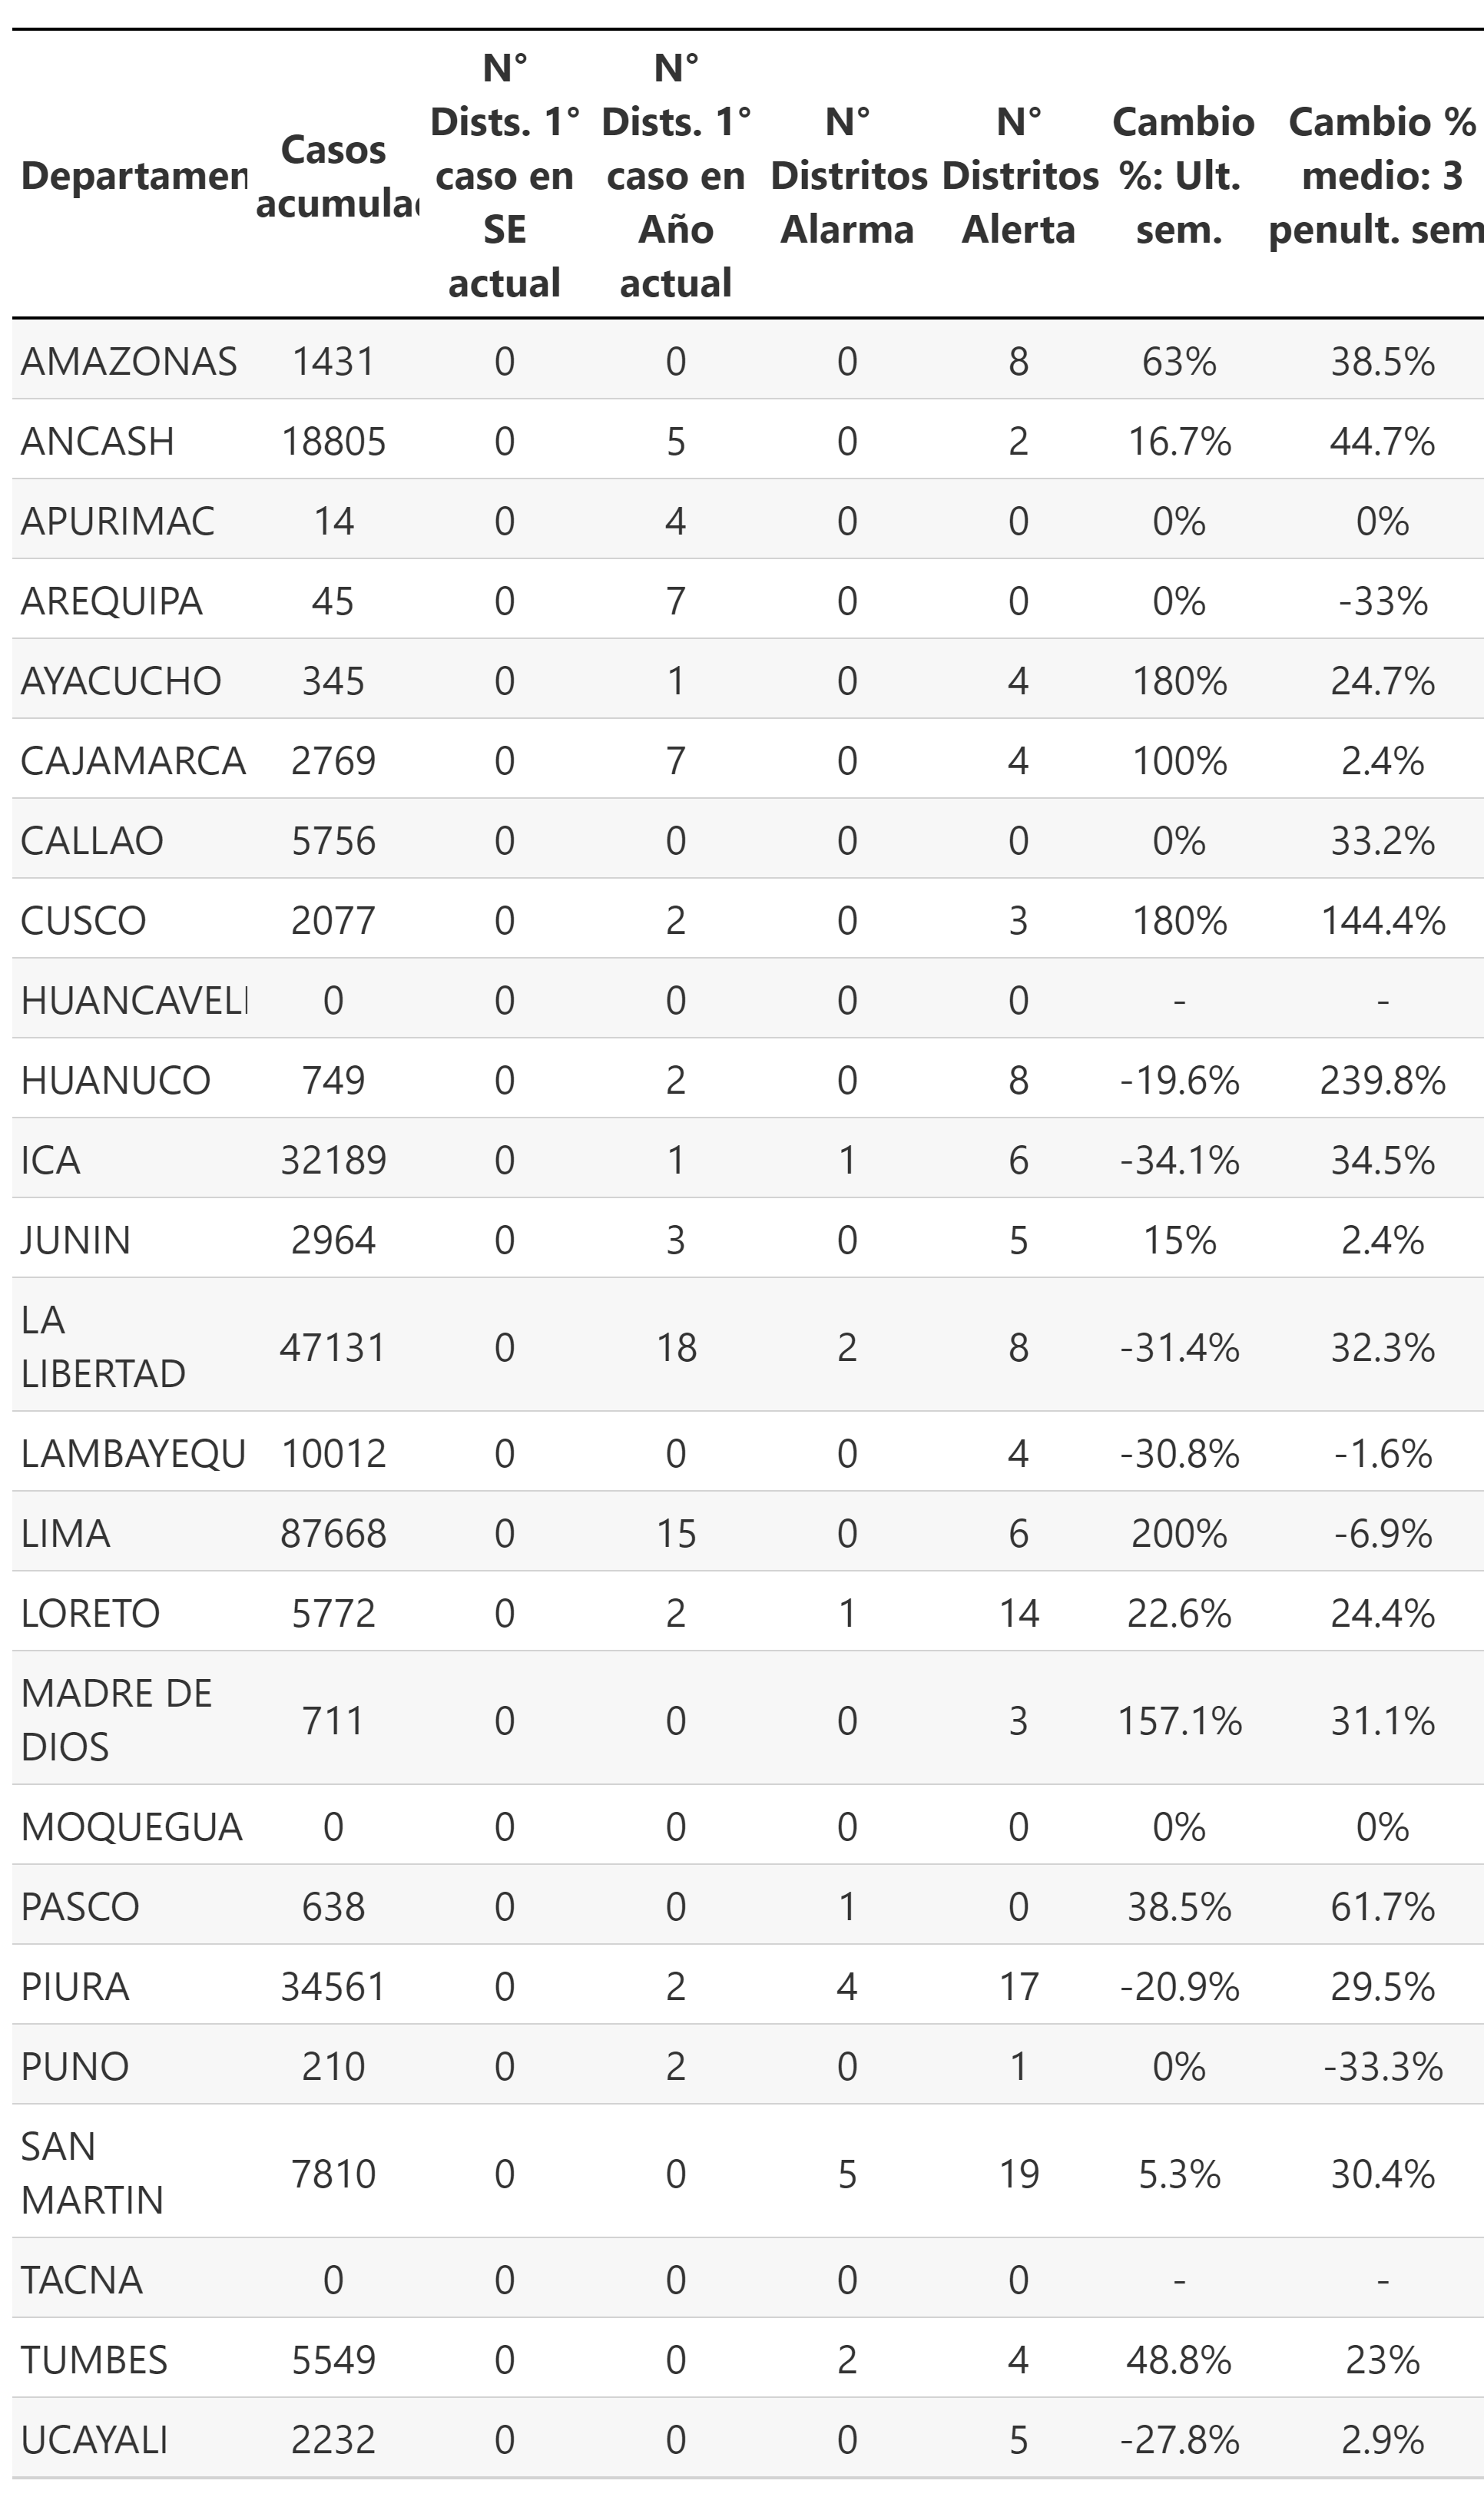 Departamen Casos acumula N° Dists. 1° caso en SE actual N° Dists. 1° caso en Año actual N° Distritos Alarma N° Distritos Alerta Cambio %: Ult. sem. Cambio % medio: 3 penult. sem
AMAZONAS 1431 0 0 0 8 63% 38.5%
ANCASH 18805 0 5 0 2 16.7% 44.7%
APURIMAC 14 0 4 0 0 0% 0%
AREQUIPA 45 0 7 0 0 0% -33%
AYACUCHO 345 0 1 0 4 180% 24.7%
CAJAMARCA 2769 0 7 0 4 100% 2.4%
CALLAO 5756 0 0 0 0 0% 33.2%
CUSCO 2077 0 2 0 3 180% 144.4%
HUANCAVELI 0 0 0 0 0 - -
HUANUCO 749 0 2 0 8 -19.6% 239.8%
ICA 32189 0 1 1 6 -34.1% 34.5%
JUNIN 2964 0 3 0 5 15% 2.4%
LA LIBERTAD 47131 0 18 2 8 -31.4% 32.3%
LAMBAYEQU 10012 0 0 0 4 -30.8% -1.6%
LIMA 87668 0 15 0 6 200% -6.9%
LORETO 5772 0 2 1 14 22.6% 24.4%
MADRE DE DIOS 711 0 0 0 3 157.1% 31.1%
MOQUEGUA 0 0 0 0 0 0% 0%
PASCO 638 0 0 1 0 38.5% 61.7%
PIURA 34561 0 2 4 17 -20.9% 29.5%
PUNO 210 0 2 0 1 0% -33.3%
SAN MARTIN 7810 0 0 5 19 5.3% 30.4%
TACNA 0 0 0 0 0 - -
TUMBES 5549 0 0 2 4 48.8% 23%
UCAYALI 2232 0 0 0 5 -27.8% 2.9%